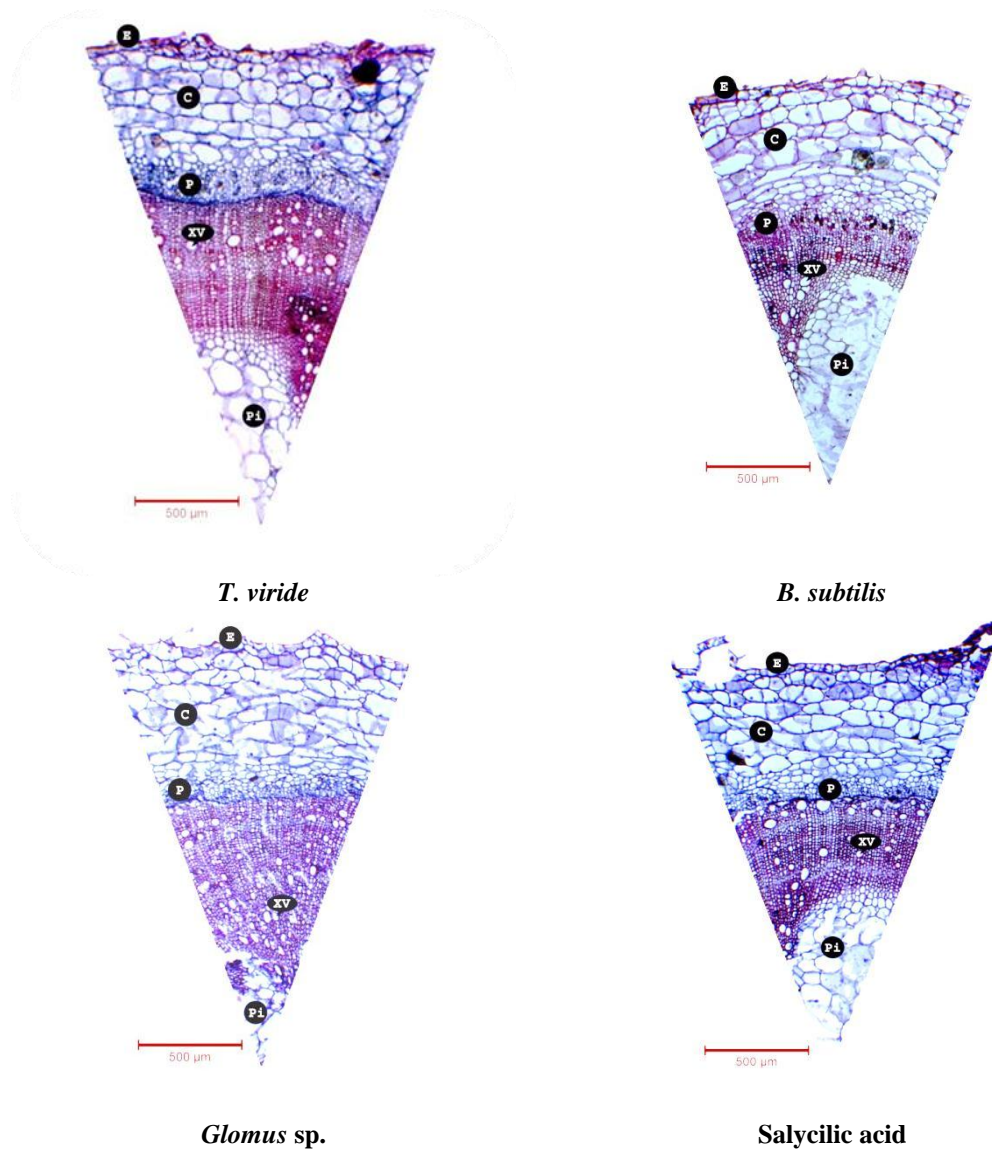 E
C
P
XV
Pi
500 µm
T. viride
E
C
P
XV
Pi
500 µm
B. subtilis
E
C
P
XV
Pi
500 µm
Glomus sp.
E
C
P
XV
Pi
500 µm
Salycilic acid